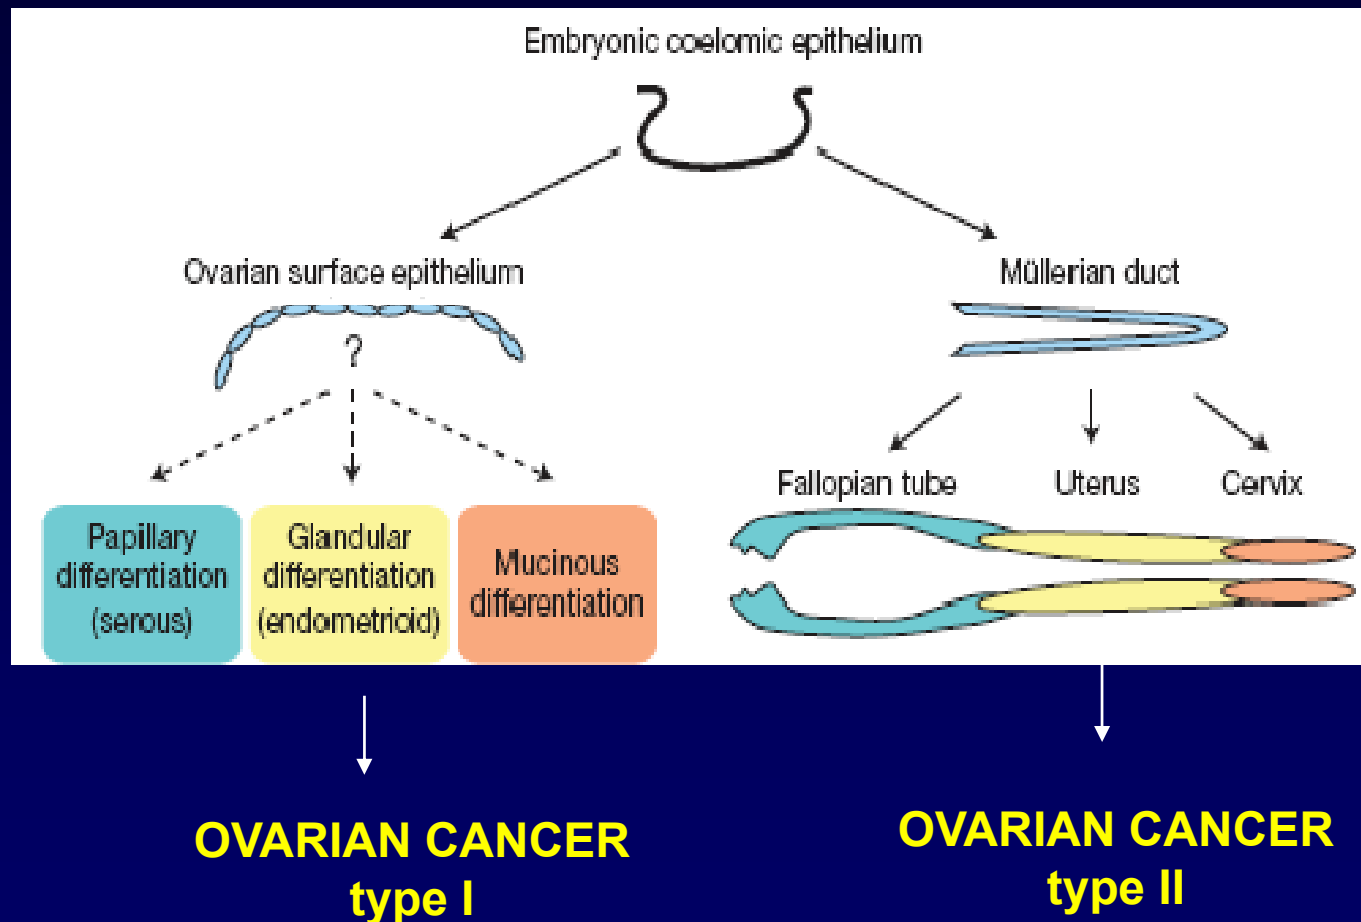 Embryonic coelomic epithelium
Ovarian surface epithelium
Müllerian duct
?
Fallopian tube
Uterus
Cervix
Papillary
differentiation
(serous)
Glandular
differentiation
(endometrioid)
Mucinous
differentiation
OVARIAN CANCER
type I
OVARIAN CANCER
type II